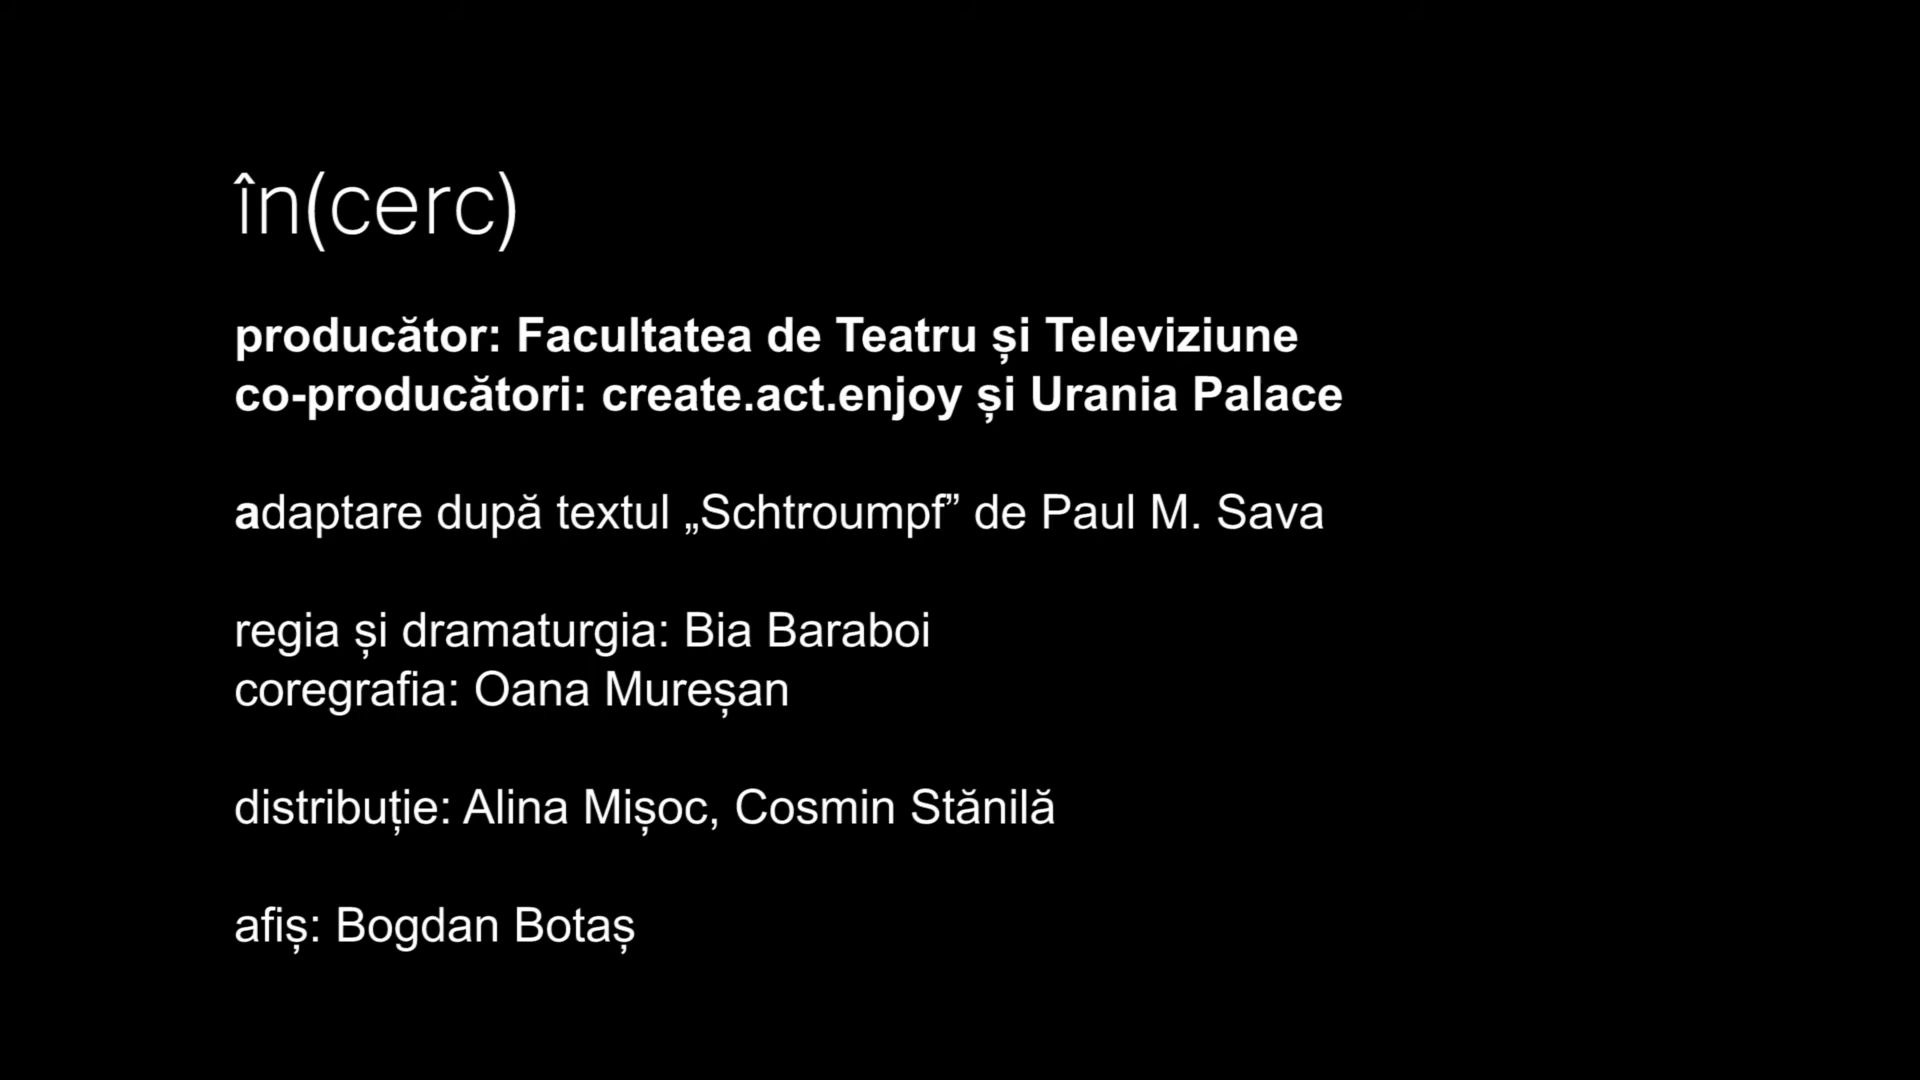 în(cerc)
producător: Facultatea de Teatru și Televiziune
co-producători: create.act.enjoy și Urania Palace
adaptare după textul „Schtroumpf” de Paul M. Sava
regia și dramaturgia: Bia Baraboi
coregrafia: Oana Mureșan
distribuție: Alina Mișoc, Cosmin Stănilă
afiș: Bogdan Botaș